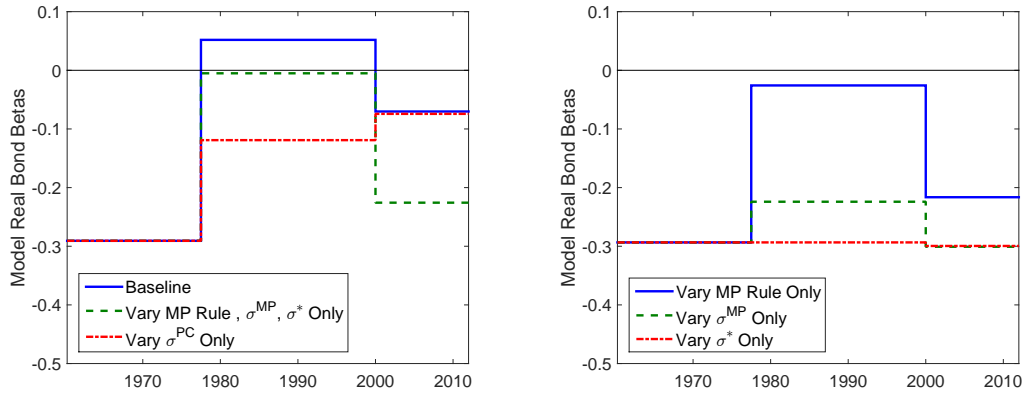 0.1
0
-0.1
-0.2
-0.3
-0.4
-0.5
Model Real Bond Betas
Baseline
Vary MP Rule , σ^MP, σ^* Only
Vary σ^PC Only
1970 1980 1990 2000 2010
0.1
0
-0.1
-0.2
-0.3
-0.4
-0.5
Model Real Bond Betas
Vary MP Rule Only
Vary σ^MP Only
Vary σ^* Only
1970 1980 1990 2000 2010